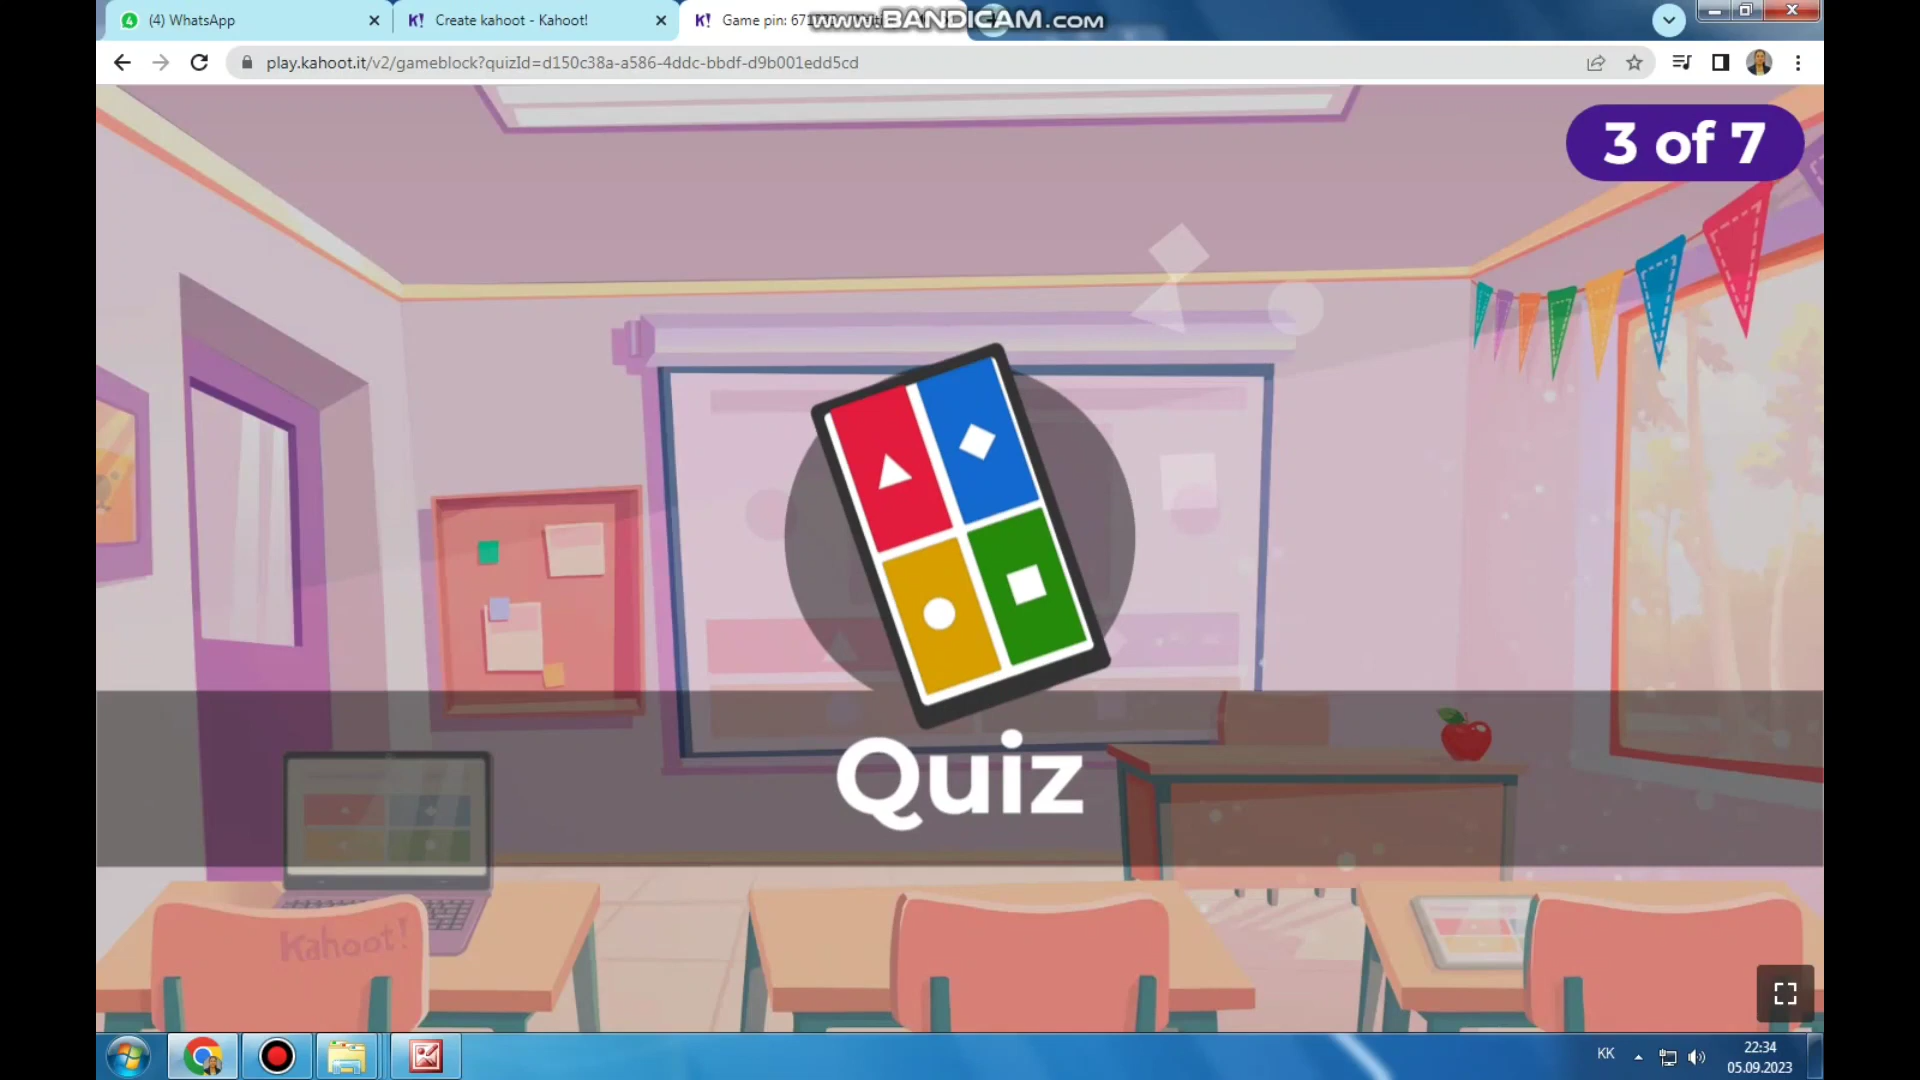 (4) WhatsApp
Create kahoot - Kahoot!
Game pin: 671
www.BANDICAM.com
play.kahoot.it/v2/gameblock?quizId=d150c38a-a586-4ddc-bbdf-d9b001edd5cd
3 of 7
Quiz
Kahoot!
KK
22:34
05.09.2023